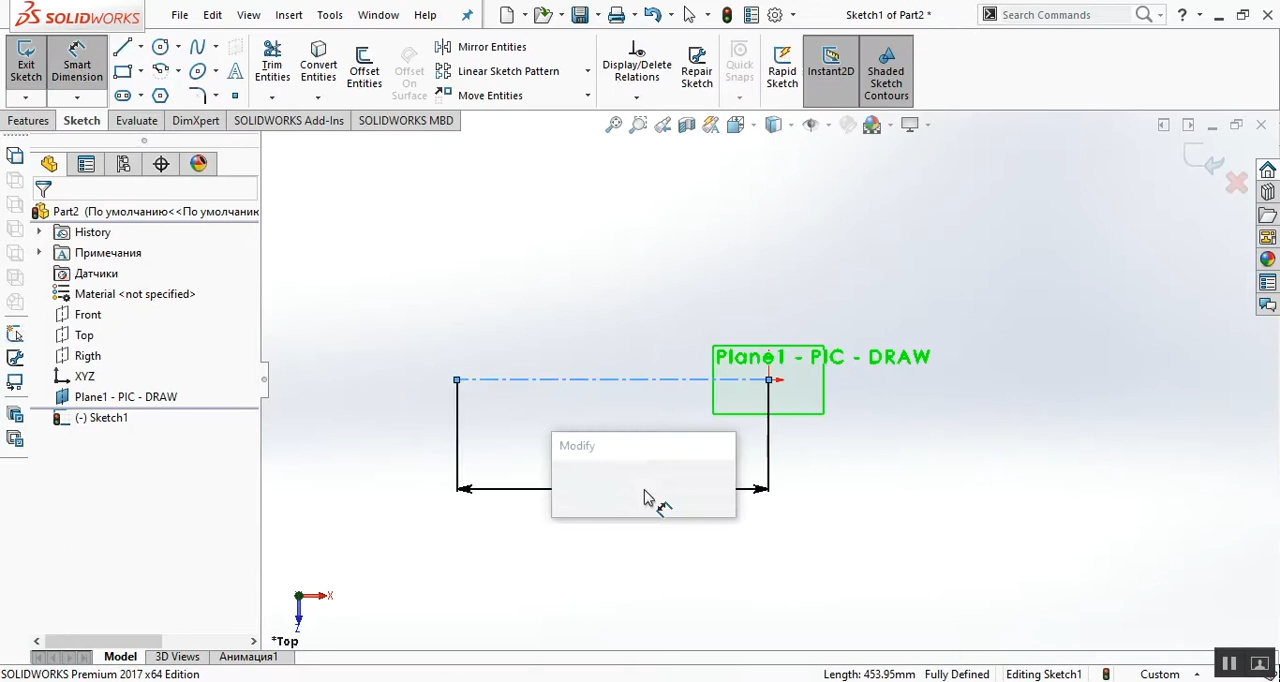 SOLIDWORKS File Edit View Insert Tools Window Help Sketch1 of Part2 * Search Commands ?
Exit Sketch
Smart Dimension
Trim Entities
Convert Entities
Offset Entities
Offset On Surface
Mirror Entities
Linear Sketch Pattern
Move Entities
Display/Delete Relations
Repair Sketch
Quick Snaps
Rapid Sketch
Instant2D
Shaded Sketch Contours
Features Sketch Evaluate DimXpert SOLIDWORKS Add-Ins SOLIDWORKS MBD
Part2 (По умолчанию<<По умолчанию
History
Примечания
Датчики
Material <not specified>
Front
Top
Rigth
XYZ
Plane1 - PIC - DRAW
(-) Sketch1
Plane1 - PIC - DRAW
Modify
X
Z
*Top
Model 3D Views Анимация1
SOLIDWORKS Premium 2017 x64 Edition Length: 453.95mm Fully Defined Editing Sketch1 Custom